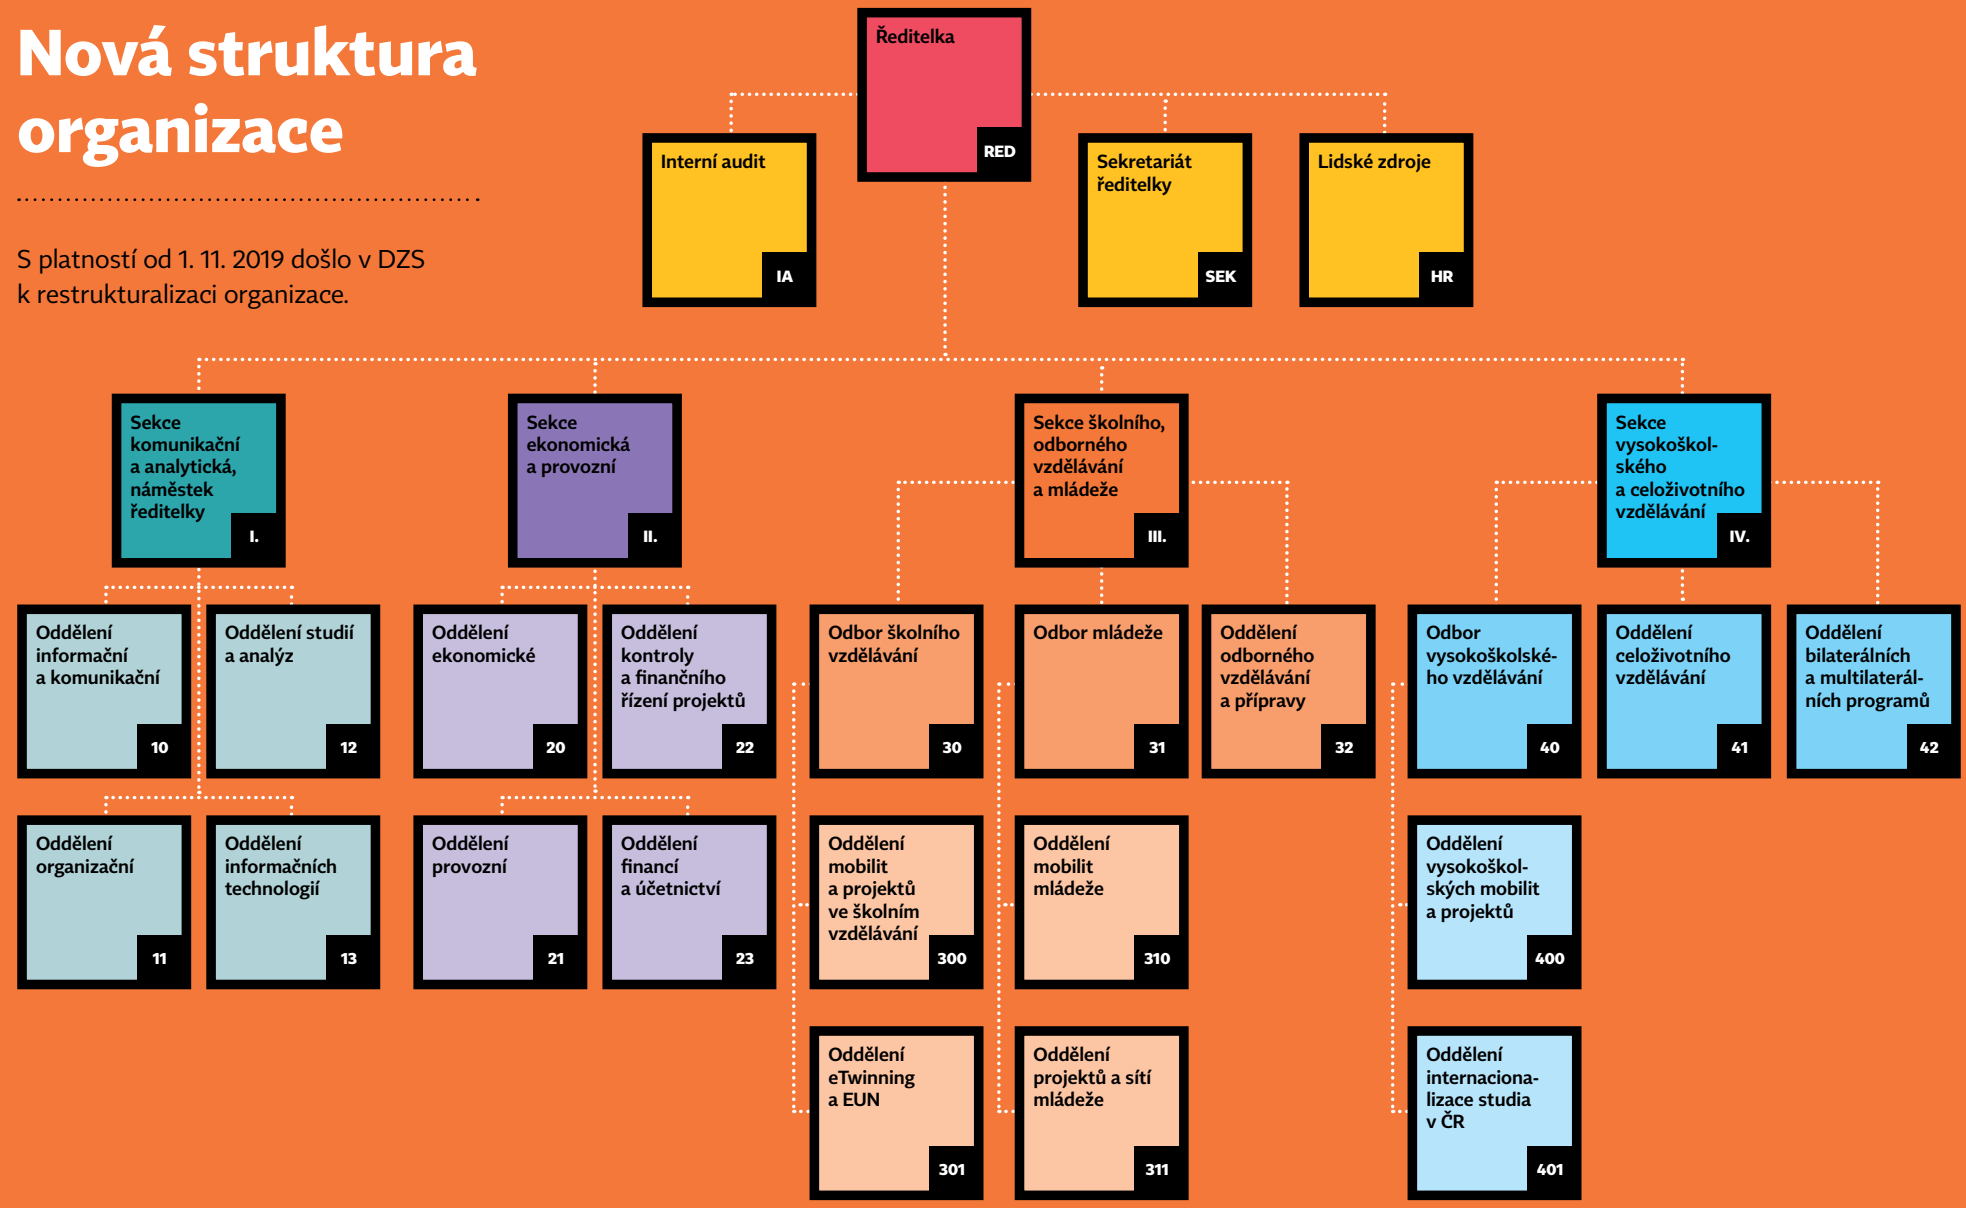 Nová struktura
organizace
S platností od 1. 11. 2019 došlo v DZS
k restrukturalizaci organizace.
Ředitelka
RED
Interní audit
IA
Sekretariát
ředitelky
SEK
Lidské zdroje
HR
Sekce
komunikační
a analytická,
náměstek
ředitelky
I.
Sekce
ekonomická
a provozní
II.
Sekce školního,
odborného
vzdělávání
a mládeže
III.
Sekce
vysokoškol-
ského
a celoživotního
vzdělávání
IV.
Oddělení
informační
a komunikační
10
Oddělení studií
a analýz
12
Oddělení
ekonomické
20
Oddělení
kontroly
a finančního
řízení projektů
22
Odbor školního
vzdělávání
30
Odbor mládeže
31
Oddělení
odborného
vzdělávání
a přípravy
32
Odbor
vysokoškolské-
ho vzdělávání
40
Oddělení
celoživotního
vzdělávání
41
Oddělení
bilaterálních
a multilaterál-
ních programů
42
Oddělení
organizační
11
Oddělení
informačních
technologií
13
Oddělení
provozní
21
Oddělení
financí
a účetnictví
23
Oddělení
mobilit
a projektů
ve školním
vzdělávání
300
Oddělení
mobilit
mládeže
310
Oddělení
vysokoškol-
ských mobilit
a projektů
400
Oddělení
eTwinning
a EUN
301
Oddělení
projektů a sítí
mládeže
311
Oddělení
internaciona-
lizace studia
v ČR
401